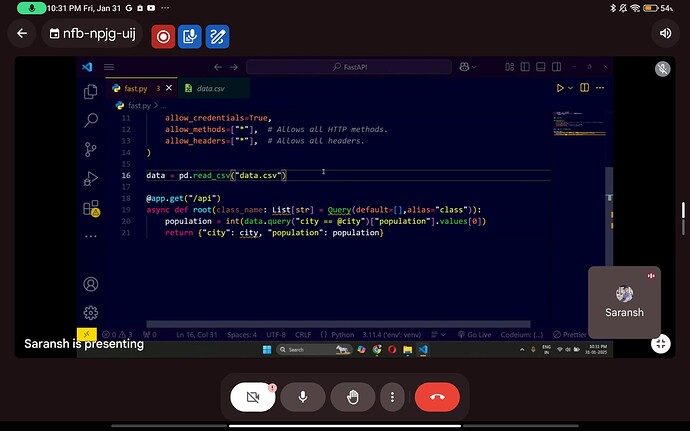 10:31 PM Fri, Jan 31 G
54%
nfb-npjg-uij
FastAPI
fast.py 3
data.csv
fast.py > ...
11 allow_credentials=True,
12 allow_methods=["*"], # Allows all HTTP methods.
13 allow_headers=["*"], # Allows all headers.
14 )
15
16 data = pd.read_csv("data.csv")
17
18 @app.get("/api")
19 async def root(class_name: List[str] = Query(default=[],alias="class")):
20 population = int(data.query("city == @city")["population"].values[0])
21 return {"city": city, "population": population}
Saransh
0 3 Ln 16, Col 31 Spaces: 4 UTF-8 CRLF {} Python 3.11.4 ('env': venv) Go Live Codeium: {...} Prettier
Saransh is presenting
Search
ENG
IN
10:31 PM
31-01-2025